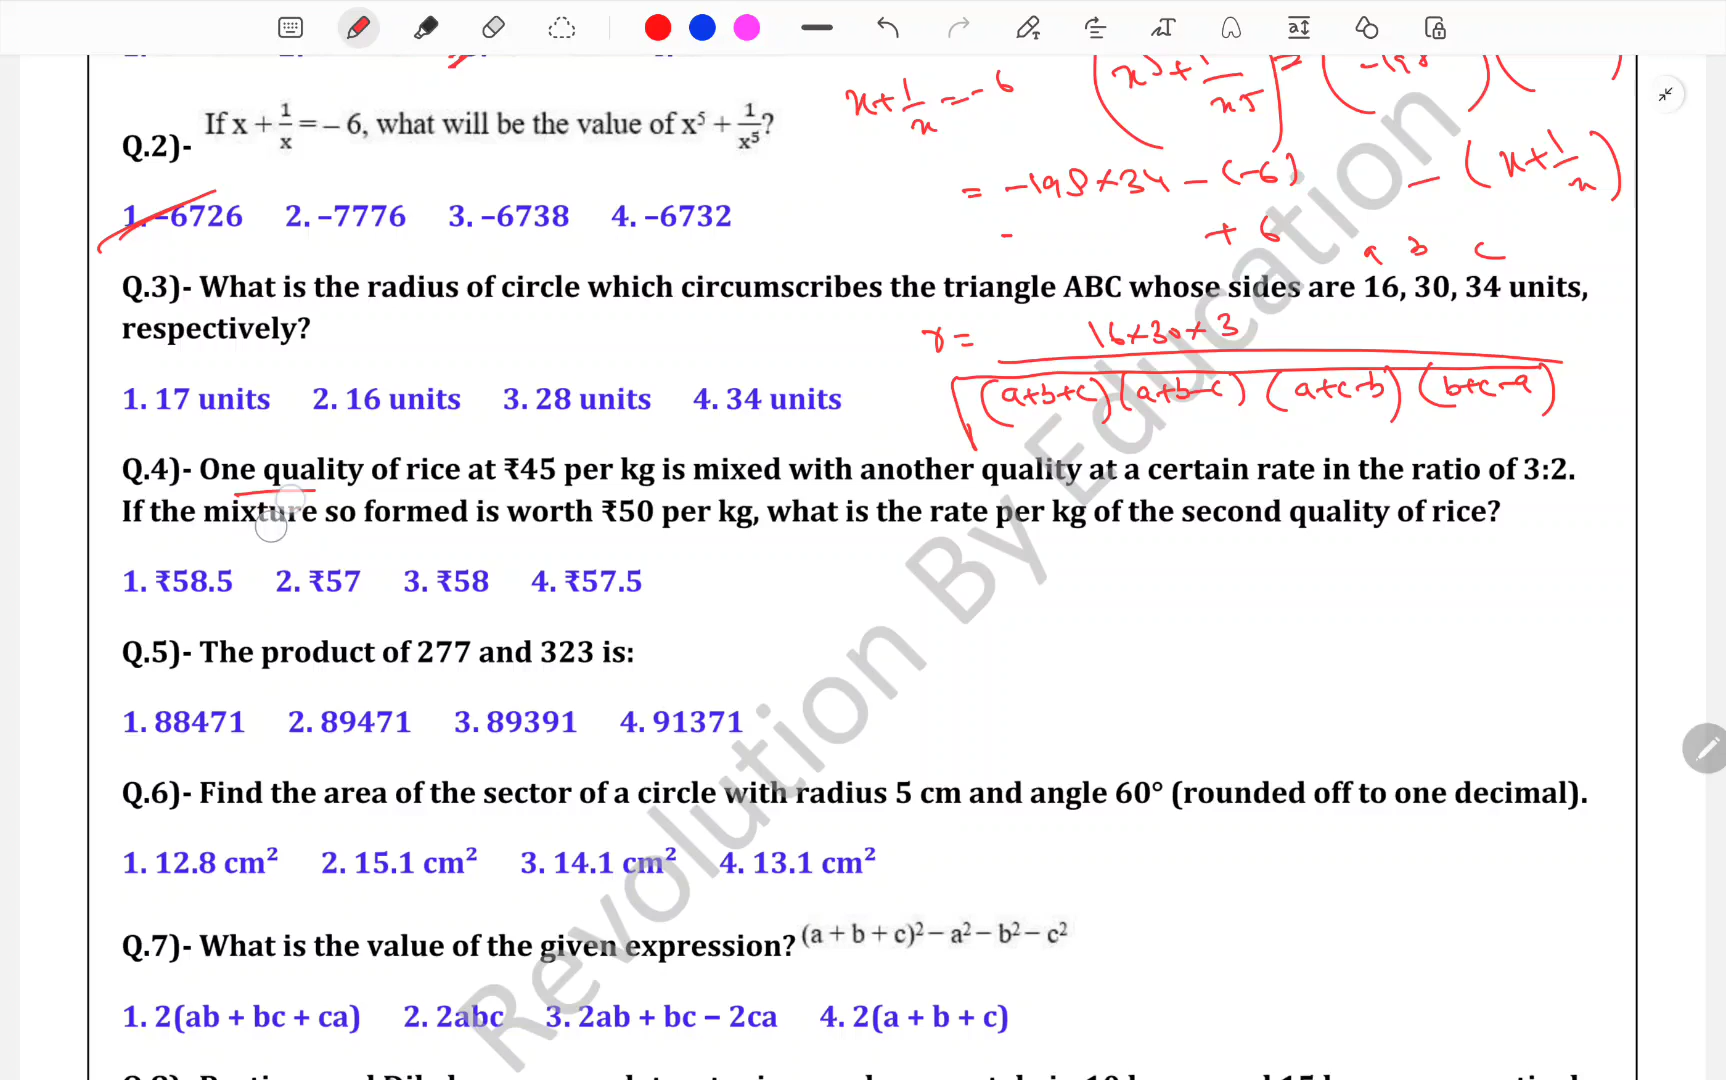 x + 1/x = -6
-198
If x + 1/x = – 6, what will be the value of x⁵ + 1/x⁵?
Q.2)-
= -198 × 34 - (-6) - (x + 1/x)
1. –6726 2. –7776 3. –6738 4. –6732
- + 6
a b c
Q.3)- What is the radius of circle which circumscribes the triangle ABC whose sides are 16, 30, 34 units,
respectively?
r = 16 × 30 × 3
√(a+b+c)(a+b-c)(a+c-b)(b+c-a)
1. 17 units 2. 16 units 3. 28 units 4. 34 units
Q.4)- One quality of rice at ₹45 per kg is mixed with another quality at a certain rate in the ratio of 3:2.
If the mixture so formed is worth ₹50 per kg, what is the rate per kg of the second quality of rice?
1. ₹58.5 2. ₹57 3. ₹58 4. ₹57.5
Q.5)- The product of 277 and 323 is:
1. 88471 2. 89471 3. 89391 4. 91371
Q.6)- Find the area of the sector of a circle with radius 5 cm and angle 60° (rounded off to one decimal).
1. 12.8 cm² 2. 15.1 cm² 3. 14.1 cm² 4. 13.1 cm²
Q.7)- What is the value of the given expression? (a + b + c)² – a² – b² – c²
1. 2(ab + bc + ca) 2. 2abc 3. 2ab + bc – 2ca 4. 2(a + b + c)
Revolution By Education